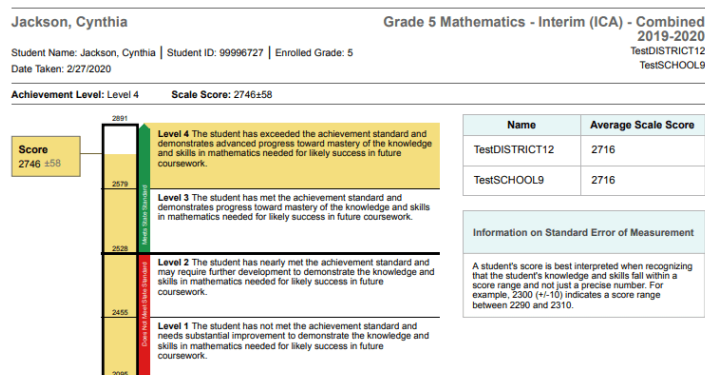 Jackson, Cynthia
Grade 5 Mathematics - Interim (ICA) - Combined
2019-2020
Student Name: Jackson, Cynthia | Student ID: 99996727 | Enrolled Grade: 5
TestDISTRICT12
Date Taken: 2/27/2020
TestSCHOOL9
Achievement Level: Level 4 Scale Score: 2746±58
2891
Score
2746 ±58
Level 4 The student has exceeded the achievement standard and
demonstrates advanced progress toward mastery of the knowledge
and skills in mathematics needed for likely success in future
coursework.
2579
Level 3 The student has met the achievement standard and
demonstrates progress toward mastery of the knowledge and skills
in mathematics needed for likely success in future coursework.
Meets State Standard
2528
Level 2 The student has nearly met the achievement standard and
may require further development to demonstrate the knowledge and
skills in mathematics needed for likely success in future
coursework.
2455
Level 1 The student has not met the achievement standard and
needs substantial improvement to demonstrate the knowledge and
skills in mathematics needed for likely success in future
coursework.
Does Not Meet State Standard
2095
Name Average Scale Score
TestDISTRICT12 2716
TestSCHOOL9 2716
Information on Standard Error of Measurement
A student's score is best interpreted when recognizing
that the student's knowledge and skills fall within a
score range and not just a precise number. For
example, 2300 (+/-10) indicates a score range
between 2290 and 2310.